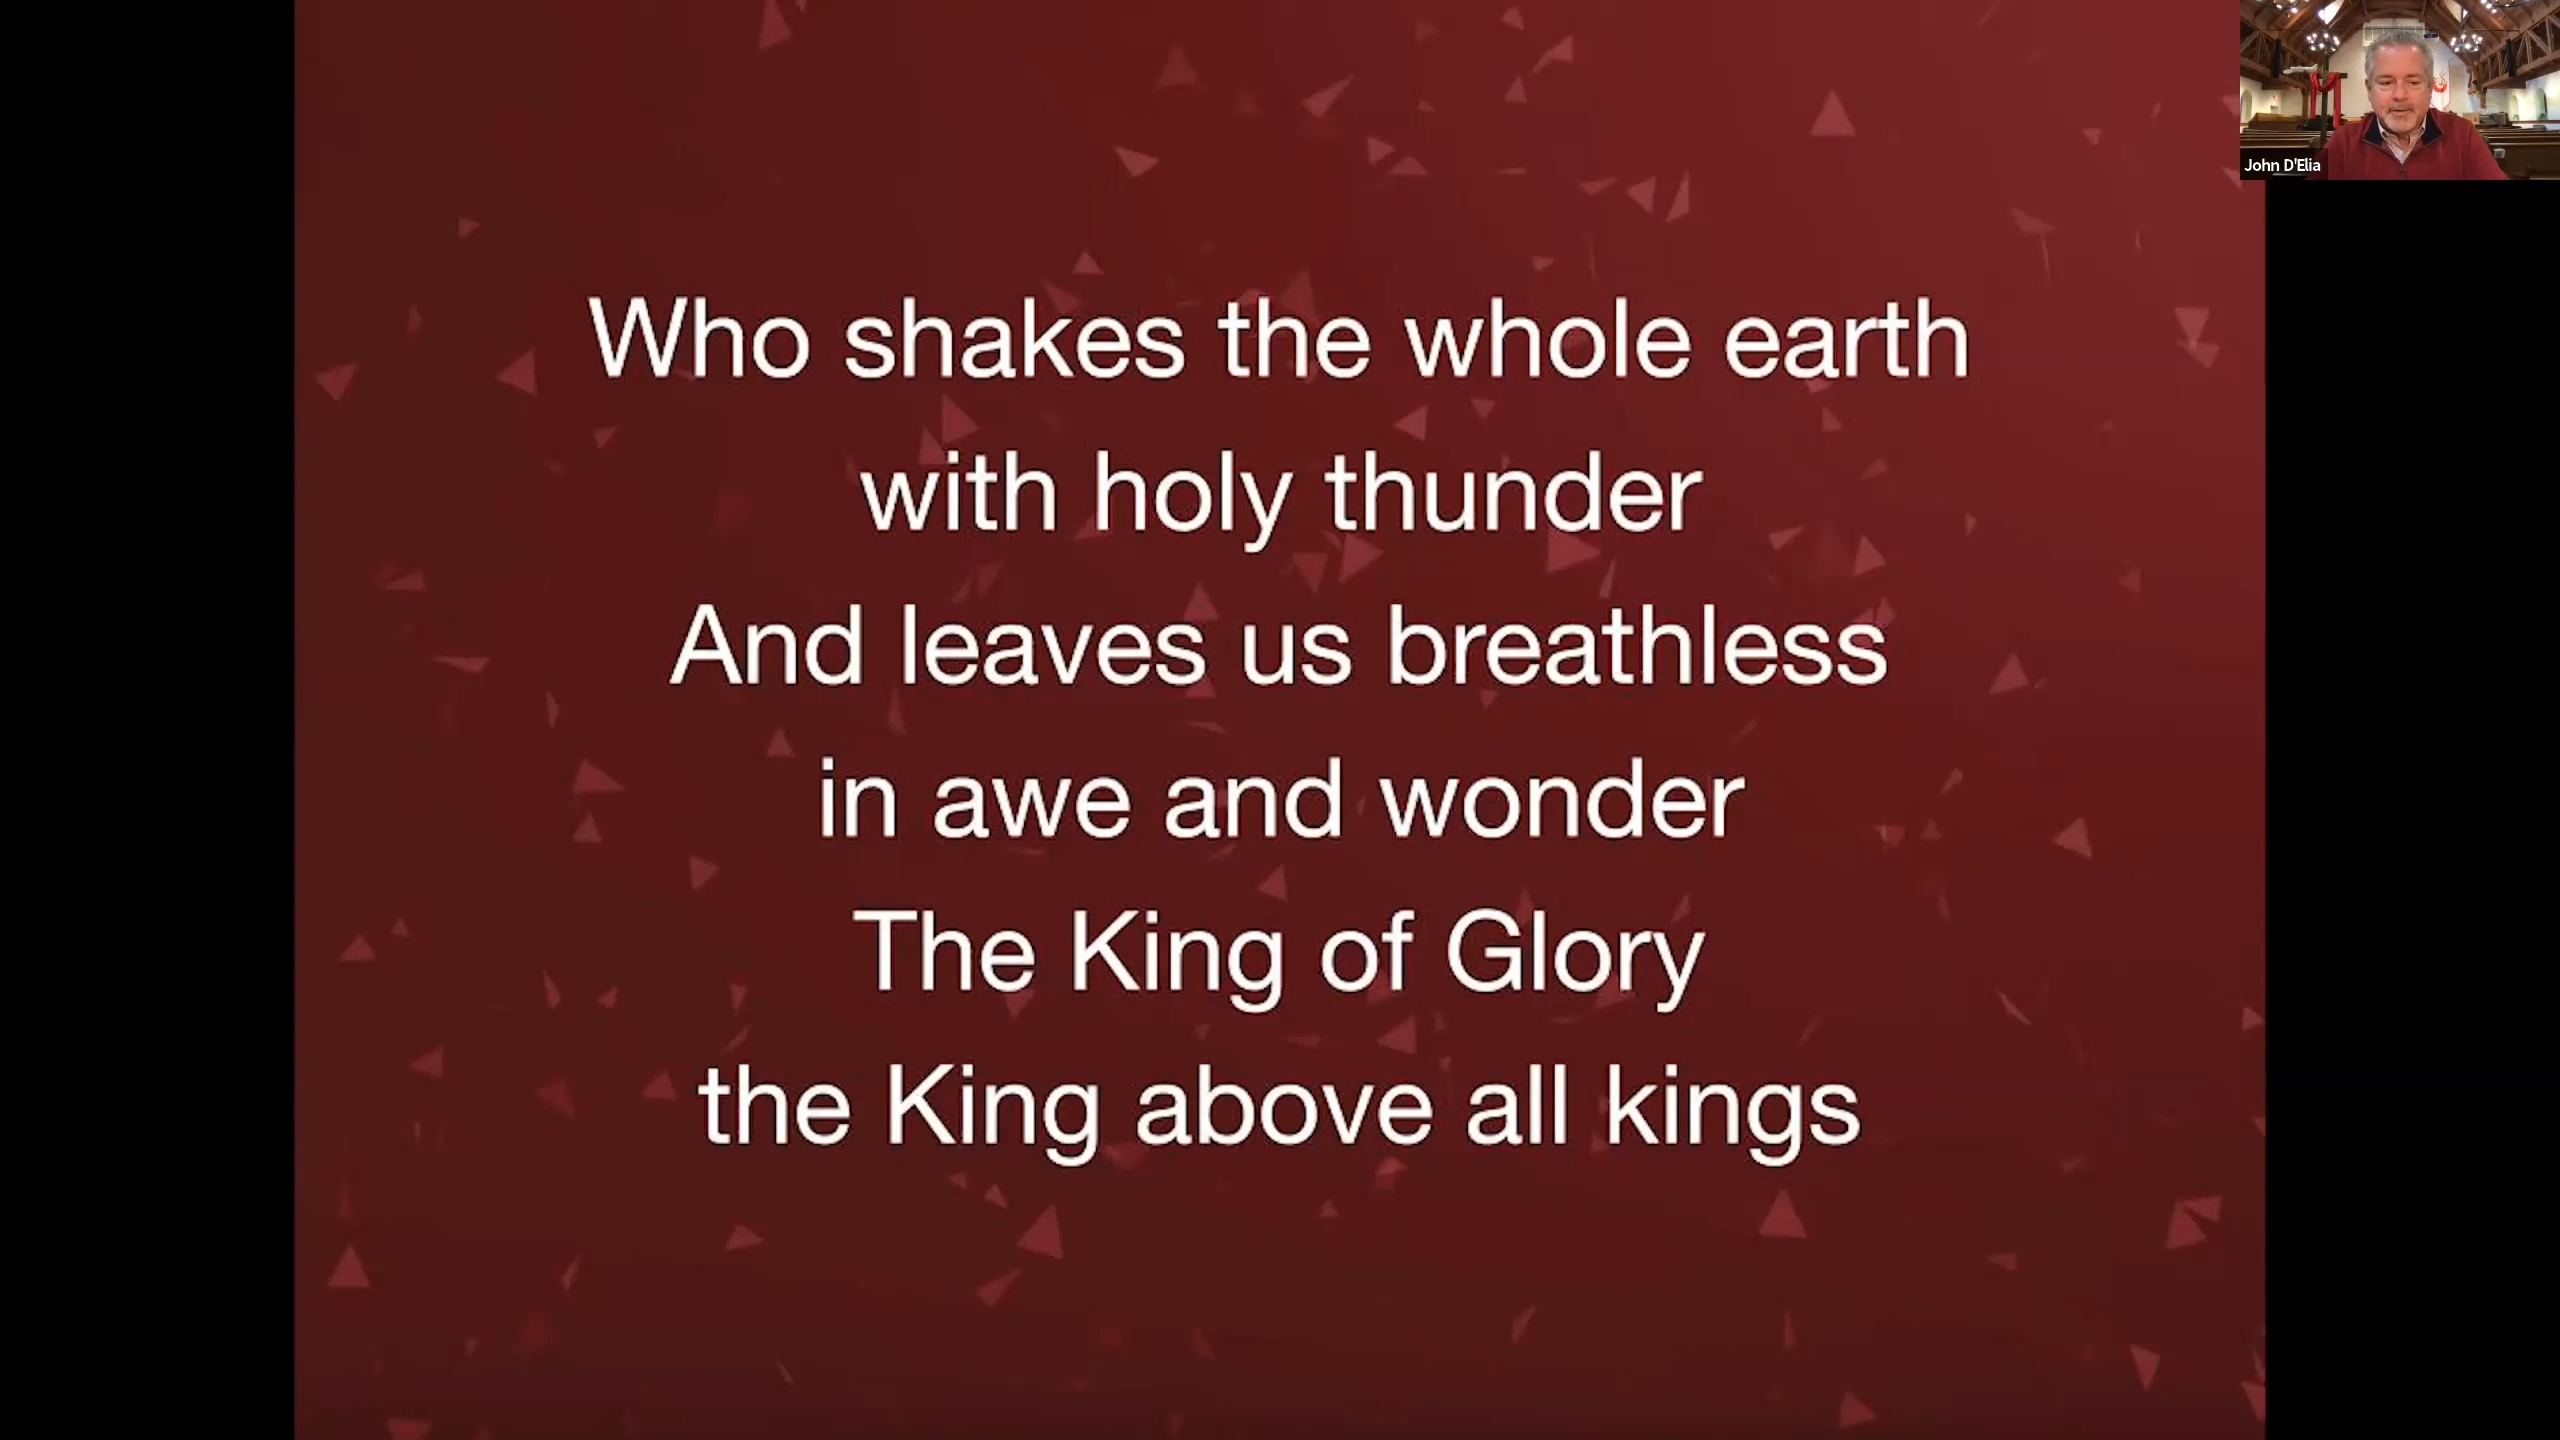 Who shakes the whole earth
with holy thunder
And leaves us breathless
in awe and wonder
The King of Glory
the King above all kings
John D'Elia